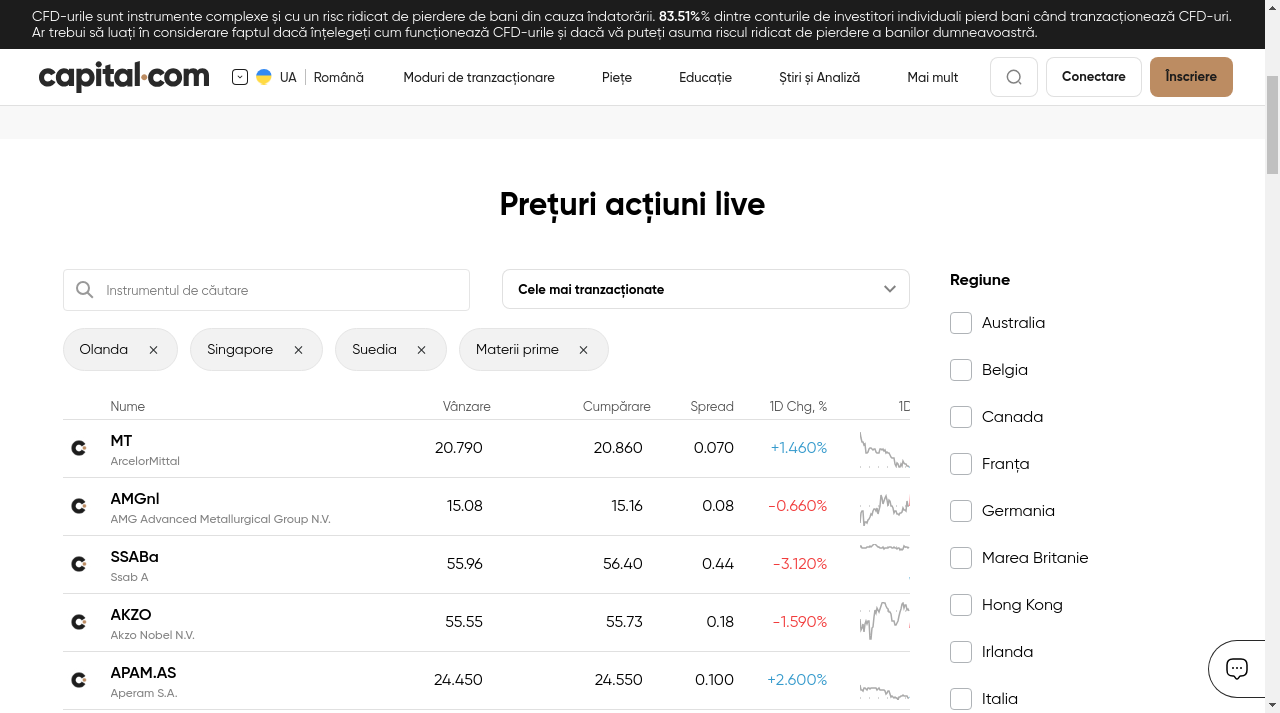 CFD-urile sunt instrumente complexe și cu un risc ridicat de pierdere de bani din cauza îndatorării. 83.51%% dintre conturile de investitori individuali pierd bani când tranzacționează CFD-uri.
Ar trebui să luați în considerare faptul dacă înțelegeți cum funcționează CFD-urile și dacă vă puteți asuma riscul ridicat de pierdere a banilor dumneavoastră.
capital.com UA Română Moduri de tranzacționare Piețe Educație Știri și Analiză Mai mult Conectare Înscriere
Prețuri acțiuni live
Instrumentul de căutare Cele mai tranzacționate
Olanda Singapore Suedia Materii prime
Nume Vânzare Cumpărare Spread 1D Chg, % 1D
MT 20.790 20.860 0.070 +1.460%
ArcelorMittal
AMGnl 15.08 15.16 0.08 -0.660%
AMG Advanced Metallurgical Group N.V.
SSABa 55.96 56.40 0.44 -3.120%
Ssab A
AKZO 55.55 55.73 0.18 -1.590%
Akzo Nobel N.V.
APAM.AS 24.450 24.550 0.100 +2.600%
Aperam S.A.
Regiune
Australia
Belgia
Canada
Franța
Germania
Marea Britanie
Hong Kong
Irlanda
Italia